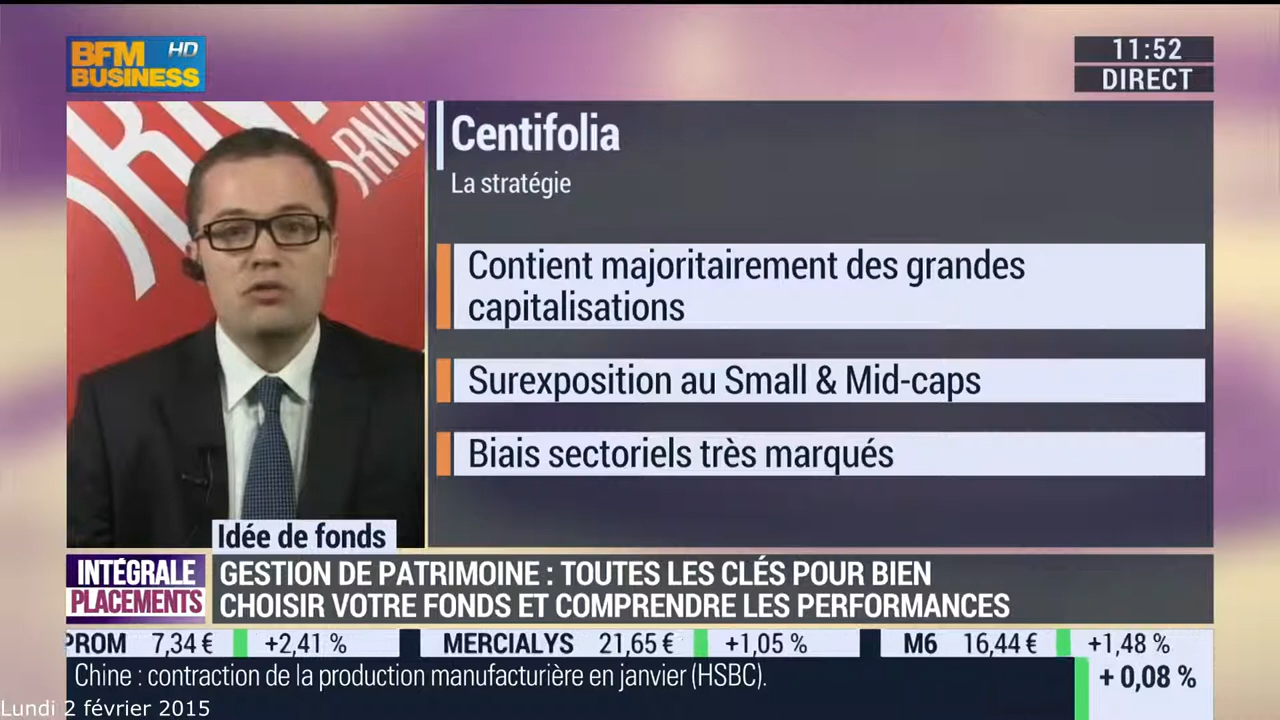 BFM HD
BUSINESS
11:52
DIRECT
ORNIN
Centifolia
La stratégie
Contient majoritairement des grandes
capitalisations
Surexposition au Small & Mid-caps
Biais sectoriels très marqués
Idée de fonds
INTÉGRALE
PLACEMENTS
GESTION DE PATRIMOINE : TOUTES LES CLÉS POUR BIEN
CHOISIR VOTRE FONDS ET COMPRENDRE LES PERFORMANCES
PROM 7,34 € +2,41 % MERCIALYS 21,65 € +1,05 % M6 16,44 € +1,48 %
Chine : contraction de la production manufacturière en janvier (HSBC).
+ 0,08 %
Lundi 2 février 2015